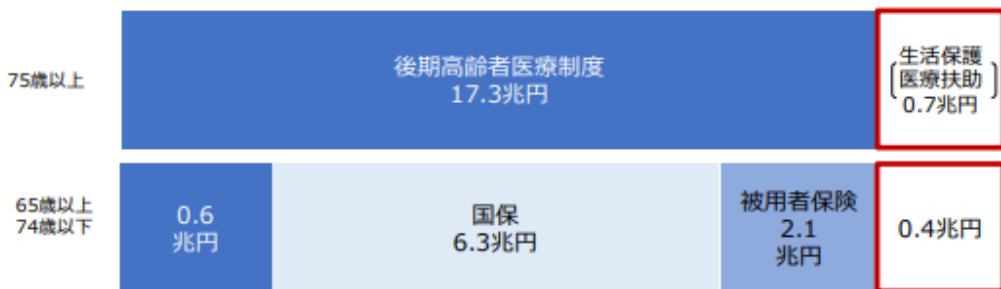 75歳以上
後期高齢者医療制度
17.3兆円
生活保護
医療扶助
0.7兆円
65歳以上
74歳以下
0.6
兆円
国保
6.3兆円
被用者保険
2.1
兆円
0.4兆円